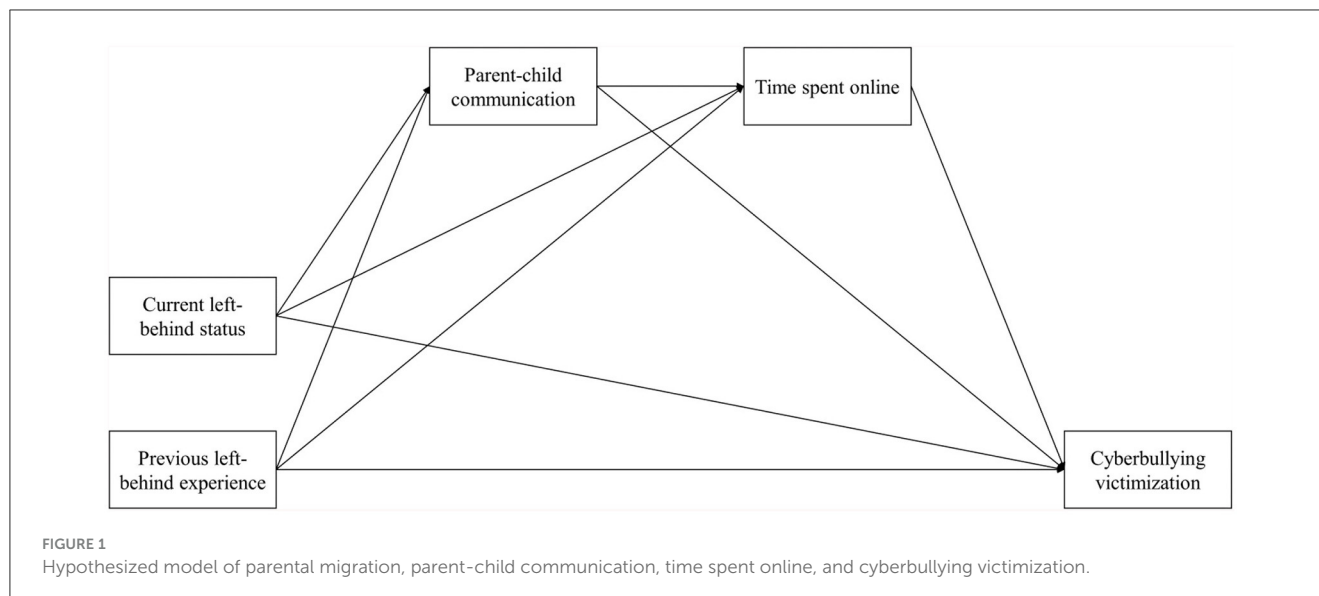 Parent-child
communication
Time spent online
Current left-
behind status
Previous left-
behind experience
Cyberbullying
victimization
FIGURE 1
Hypothesized model of parental migration, parent-child communication, time spent online, and cyberbullying victimization.